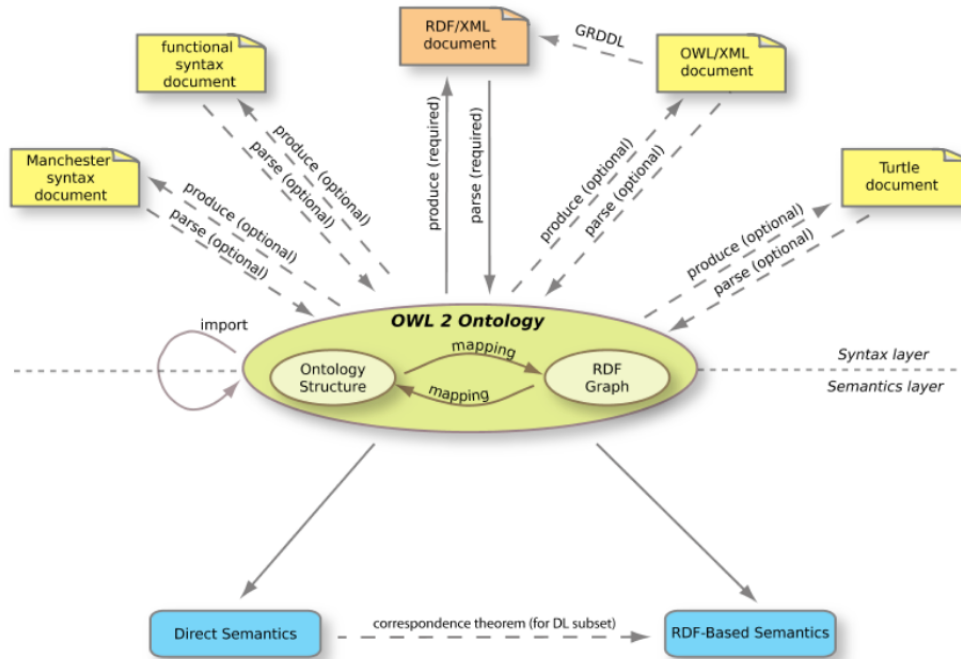 RDF/XML
document
GRDDL
functional
syntax
document
OWL/XML
document
Manchester
syntax
document
Turtle
document
produce (optional)
parse (optional)
produce (optional)
parse (optional)
produce (required)
parse (required)
produce (optional)
parse (optional)
produce (optional)
parse (optional)
import
OWL 2 Ontology
mapping
Ontology
Structure
RDF
Graph
mapping
Syntax layer
Semantics layer
Direct Semantics
correspondence theorem (for DL subset)
RDF-Based Semantics